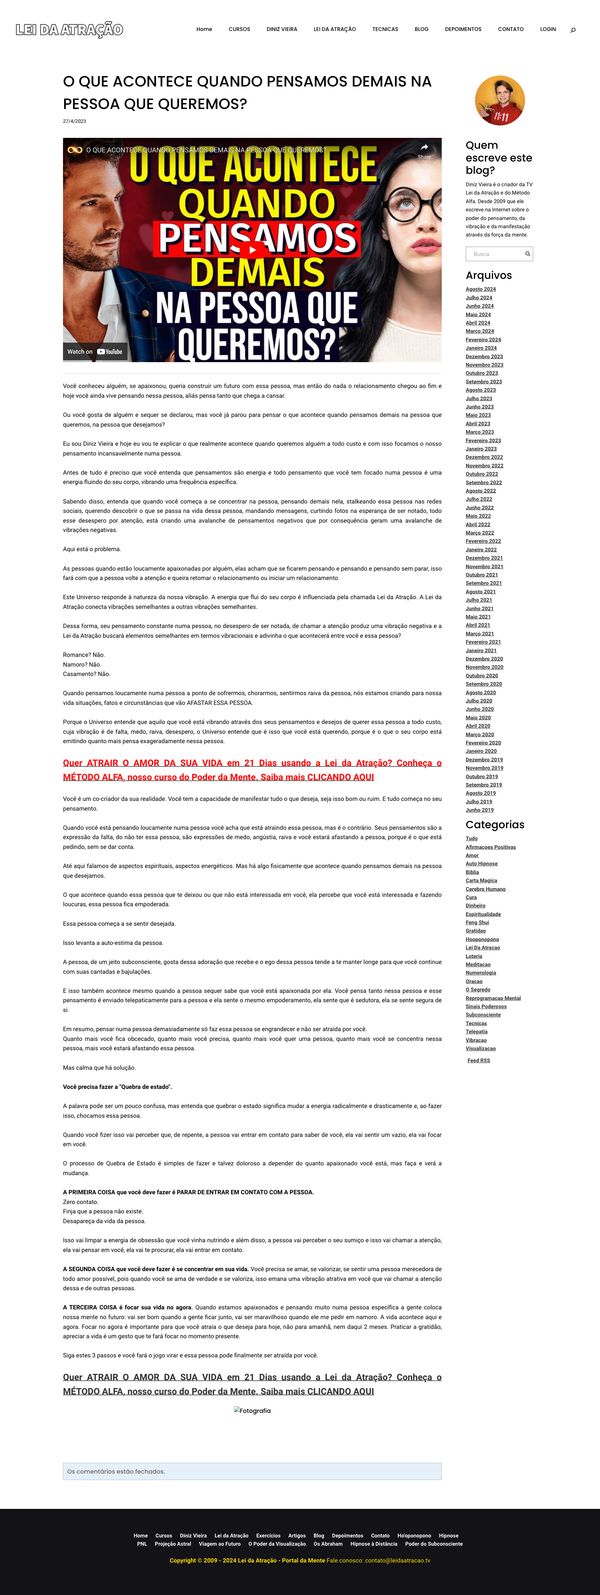 LEI DA ATRAÇÃO
Home CURSOS DINIZ VIEIRA LEI DA ATRAÇÃO TECNICAS BLOG DEPOIMENTOS CONTATO LOGIN
O QUE ACONTECE QUANDO PENSAMOS DEMAIS NA
PESSOA QUE QUEREMOS?
27/4/2023
O QUE ACONTECE QUANDO PENSAMOS DEMAIS NA PESSOA QUE QUEREMOS?
Share
O QUE ACONTECE
QUANDO
PENSAMOS
DEMAIS
NA PESSOA QUE
QUEREMOS?
Watch on YouTube
Você conheceu alguém, se apaixonou, queria construir um futuro com essa pessoa, mas então do nada o relacionamento chegou ao fim e
hoje você ainda vive pensando nessa pessoa, aliás pensa tanto que chega a cansar.
Ou você gosta de alguém e sequer se declarou, mas você já parou para pensar o que acontece quando pensamos demais na pessoa que
queremos, na pessoa que desejamos?
Eu sou Diniz Vieira e hoje eu vou te explicar o que realmente acontece quando queremos alguém a todo custo e com isso focamos o nosso
pensamento incansavelmente numa pessoa.
Antes de tudo é preciso que você entenda que pensamentos são energia e todo pensamento que você tem focado numa pessoa é uma
energia fluindo do seu corpo, vibrando uma frequência específica.
Sabendo disso, entenda que quando você começa a se concentrar na pessoa, pensando demais nela, stalkeando essa pessoa nas redes
sociais, querendo descobrir o que se passa na vida dessa pessoa, mandando mensagens, curtindo fotos na esperança de ser notado, todo
esse desespero por atenção, está criando uma avalanche de pensamentos negativos que por consequência geram uma avalanche de
vibrações negativas.
Aqui está o problema.
As pessoas quando estão loucamente apaixonadas por alguém, elas acham que se ficarem pensando e pensando e pensando sem parar, isso
fará com que a pessoa volte a atenção e queira retomar o relacionamento ou iniciar um relacionamento.
Este Universo responde à natureza da nossa vibração. A energia que flui do seu corpo é influenciada pela chamada Lei da Atração. A Lei da
Atração conecta vibrações semelhantes a outras vibrações semelhantes.
Dessa forma, seu pensamento constante numa pessoa, no desespero de ser notada, de chamar a atenção produz uma vibração negativa e a
Lei da Atração buscará elementos semelhantes em termos vibracionais e adivinha o que acontecerá entre você e essa pessoa?
Romance? Não.
Namoro? Não.
Casamento? Não.
Quando pensamos loucamente numa pessoa a ponto de sofrermos, chorarmos, sentirmos raiva da pessoa, nós estamos criando para nossa
vida situações, fatos e circunstâncias que vão AFASTAR ESSA PESSOA.
Porque o Universo entende que aquilo que você está vibrando através dos seus pensamentos e desejos de querer essa pessoa a todo custo,
cuja vibração é de falta, medo, raiva, desespero, o Universo entende que é isso que você está querendo, porque é o que o seu corpo está
emitindo quanto mais pensa exageradamente nessa pessoa.
Quer ATRAIR O AMOR DA SUA VIDA em 21 Dias usando a Lei da Atração? Conheça o
MÉTODO ALFA, nosso curso do Poder da Mente. Saiba mais CLICANDO AQUI
Você é um co-criador da sua realidade. Você tem a capacidade de manifestar tudo o que deseja, seja isso bom ou ruim. E tudo começa no seu
pensamento.
Quando você está pensando loucamente numa pessoa você acha que está atraindo essa pessoa, mas é o contrário. Seus pensamentos são a
expressão da falta, do não ter essa pessoa, são expressões de medo, angústia, raiva e você estará afastando a pessoa, porque é o que está
pedindo, sem se dar conta.
Até aqui falamos de aspectos espirituais, aspectos energéticos. Mas há algo fisicamente que acontece quando pensamos demais na pessoa
que desejamos.
O que acontece quando essa pessoa que te deixou ou que não está interessada em você, ela percebe que você está interessada e fazendo
loucuras, essa pessoa fica empoderada.
Essa pessoa começa a se sentir desejada.
Isso levanta a auto-estima da pessoa.
A pessoa, de um jeito subconsciente, gosta dessa adoração que recebe e o ego dessa pessoa tende a te manter longe para que você continue
com suas cantadas e bajulações.
E isso também acontece mesmo quando a pessoa sequer sabe que você está apaixonada por ela. Você pensa tanto nessa pessoa e esse
pensamento é enviado telepaticamente para a pessoa e ela sente o mesmo empoderamento, ela sente que é sedutora, ela se sente segura de
si.
Em resumo, pensar numa pessoa demasiadamente só faz essa pessoa se engrandecer e não ser atraída por você.
Quanto mais você fica obcecado, quanto mais você precisa, quanto mais você quer uma pessoa, quanto mais você se concentra nessa
pessoa, mais você estará afastando essa pessoa.
Mas calma que há solução.
Você precisa fazer a "Quebra de estado".
A palavra pode ser um pouco confusa, mas entenda que quebrar o estado significa mudar a energia radicalmente e drasticamente e, ao fazer
isso, chocamos essa pessoa.
Quando você fizer isso vai perceber que, de repente, a pessoa vai entrar em contato para saber de você, ela vai sentir um vazio, ela vai focar
em você.
O processo de Quebra de Estado é simples de fazer e talvez doloroso a depender do quanto apaixonado você está, mas faça e verá a
mudança.
A PRIMEIRA COISA que você deve fazer é PARAR DE ENTRAR EM CONTATO COM A PESSOA.
Zero contato.
Finja que a pessoa não existe.
Desapareça da vida da pessoa.
Isso vai limpar a energia de obsessão que você vinha nutrindo e além disso, a pessoa vai perceber o seu sumiço e isso vai chamar a atenção,
ela vai pensar em você, ela vai te procurar, ela vai entrar em contato.
A SEGUNDA COISA que você deve fazer é se concentrar em sua vida. Você precisa se amar, se valorizar, se sentir uma pessoa merecedora de
todo amor possível, pois quando você se ama de verdade e se valoriza, isso emana uma vibração atrativa em você que vai chamar a atenção
dessa e de outras pessoas.
A TERCEIRA COISA é focar sua vida no agora. Quando estamos apaixonados e pensando muito numa pessoa específica a gente coloca
nossa mente no futuro: vai ser bom quando a gente ficar junto, vai ser maravilhoso quando ele me pedir em namoro. A vida acontece aqui e
agora. Focar no agora é importante para que você atraia o que deseja para hoje, não para amanhã, nem daqui 2 meses. Praticar a gratidão,
apreciar a vida é um gesto que te fará focar no momento presente.
Siga estes 3 passos e você fará o jogo virar e essa pessoa pode finalmente ser atraída por você.
Quer ATRAIR O AMOR DA SUA VIDA em 21 Dias usando a Lei da Atração? Conheça o
MÉTODO ALFA, nosso curso do Poder da Mente. Saiba mais CLICANDO AQUI
Fotografia
Os comentários estão fechados.
11:11
Quem
escreve este
blog?
Diniz Vieira é o criador da TV
Lei da Atração e do Método
Alfa. Desde 2009 que ele
escreve na Internet sobre o
poder do pensamento, da
vibração e da manifestação
através da força da mente.
Busca
Arquivos
Agosto 2024
Julho 2024
Junho 2024
Maio 2024
Abril 2024
Março 2024
Fevereiro 2024
Janeiro 2024
Dezembro 2023
Novembro 2023
Outubro 2023
Setembro 2023
Agosto 2023
Julho 2023
Junho 2023
Maio 2023
Abril 2023
Março 2023
Fevereiro 2023
Janeiro 2023
Dezembro 2022
Novembro 2022
Outubro 2022
Setembro 2022
Agosto 2022
Julho 2022
Junho 2022
Maio 2022
Abril 2022
Março 2022
Fevereiro 2022
Janeiro 2022
Dezembro 2021
Novembro 2021
Outubro 2021
Setembro 2021
Agosto 2021
Julho 2021
Junho 2021
Maio 2021
Abril 2021
Março 2021
Fevereiro 2021
Janeiro 2021
Dezembro 2020
Novembro 2020
Outubro 2020
Setembro 2020
Agosto 2020
Julho 2020
Junho 2020
Maio 2020
Abril 2020
Março 2020
Fevereiro 2020
Janeiro 2020
Dezembro 2019
Novembro 2019
Outubro 2019
Setembro 2019
Agosto 2019
Julho 2019
Junho 2019
Categorias
Tudo
Afirmacoes Positivas
Amor
Auto Hipnose
Biblia
Carta Magica
Cerebro Humano
Cura
Dinheiro
Espiritualidade
Feng Shui
Gratidao
Hooponopono
Lei Da Atracao
Loteria
Meditacao
Numerologia
Oracao
O Segredo
Reprogramacao Mental
Sinais Poderosos
Subconsciente
Tecnicas
Telepatia
Vibracao
Visualizacao
Feed RSS
Home Cursos Diniz Vieira Lei da Atração Exercícios Artigos Blog Depoimentos Contato Ho'oponopono Hipnose
PNL Projeção Astral Viagem ao Futuro O Poder da Visualização Os Abraham Hipnose à Distância Poder do Subconsciente
Copyright © 2009 - 2024 Lei da Atração - Portal da Mente Fale conosco: contato@leidaatracao.tv